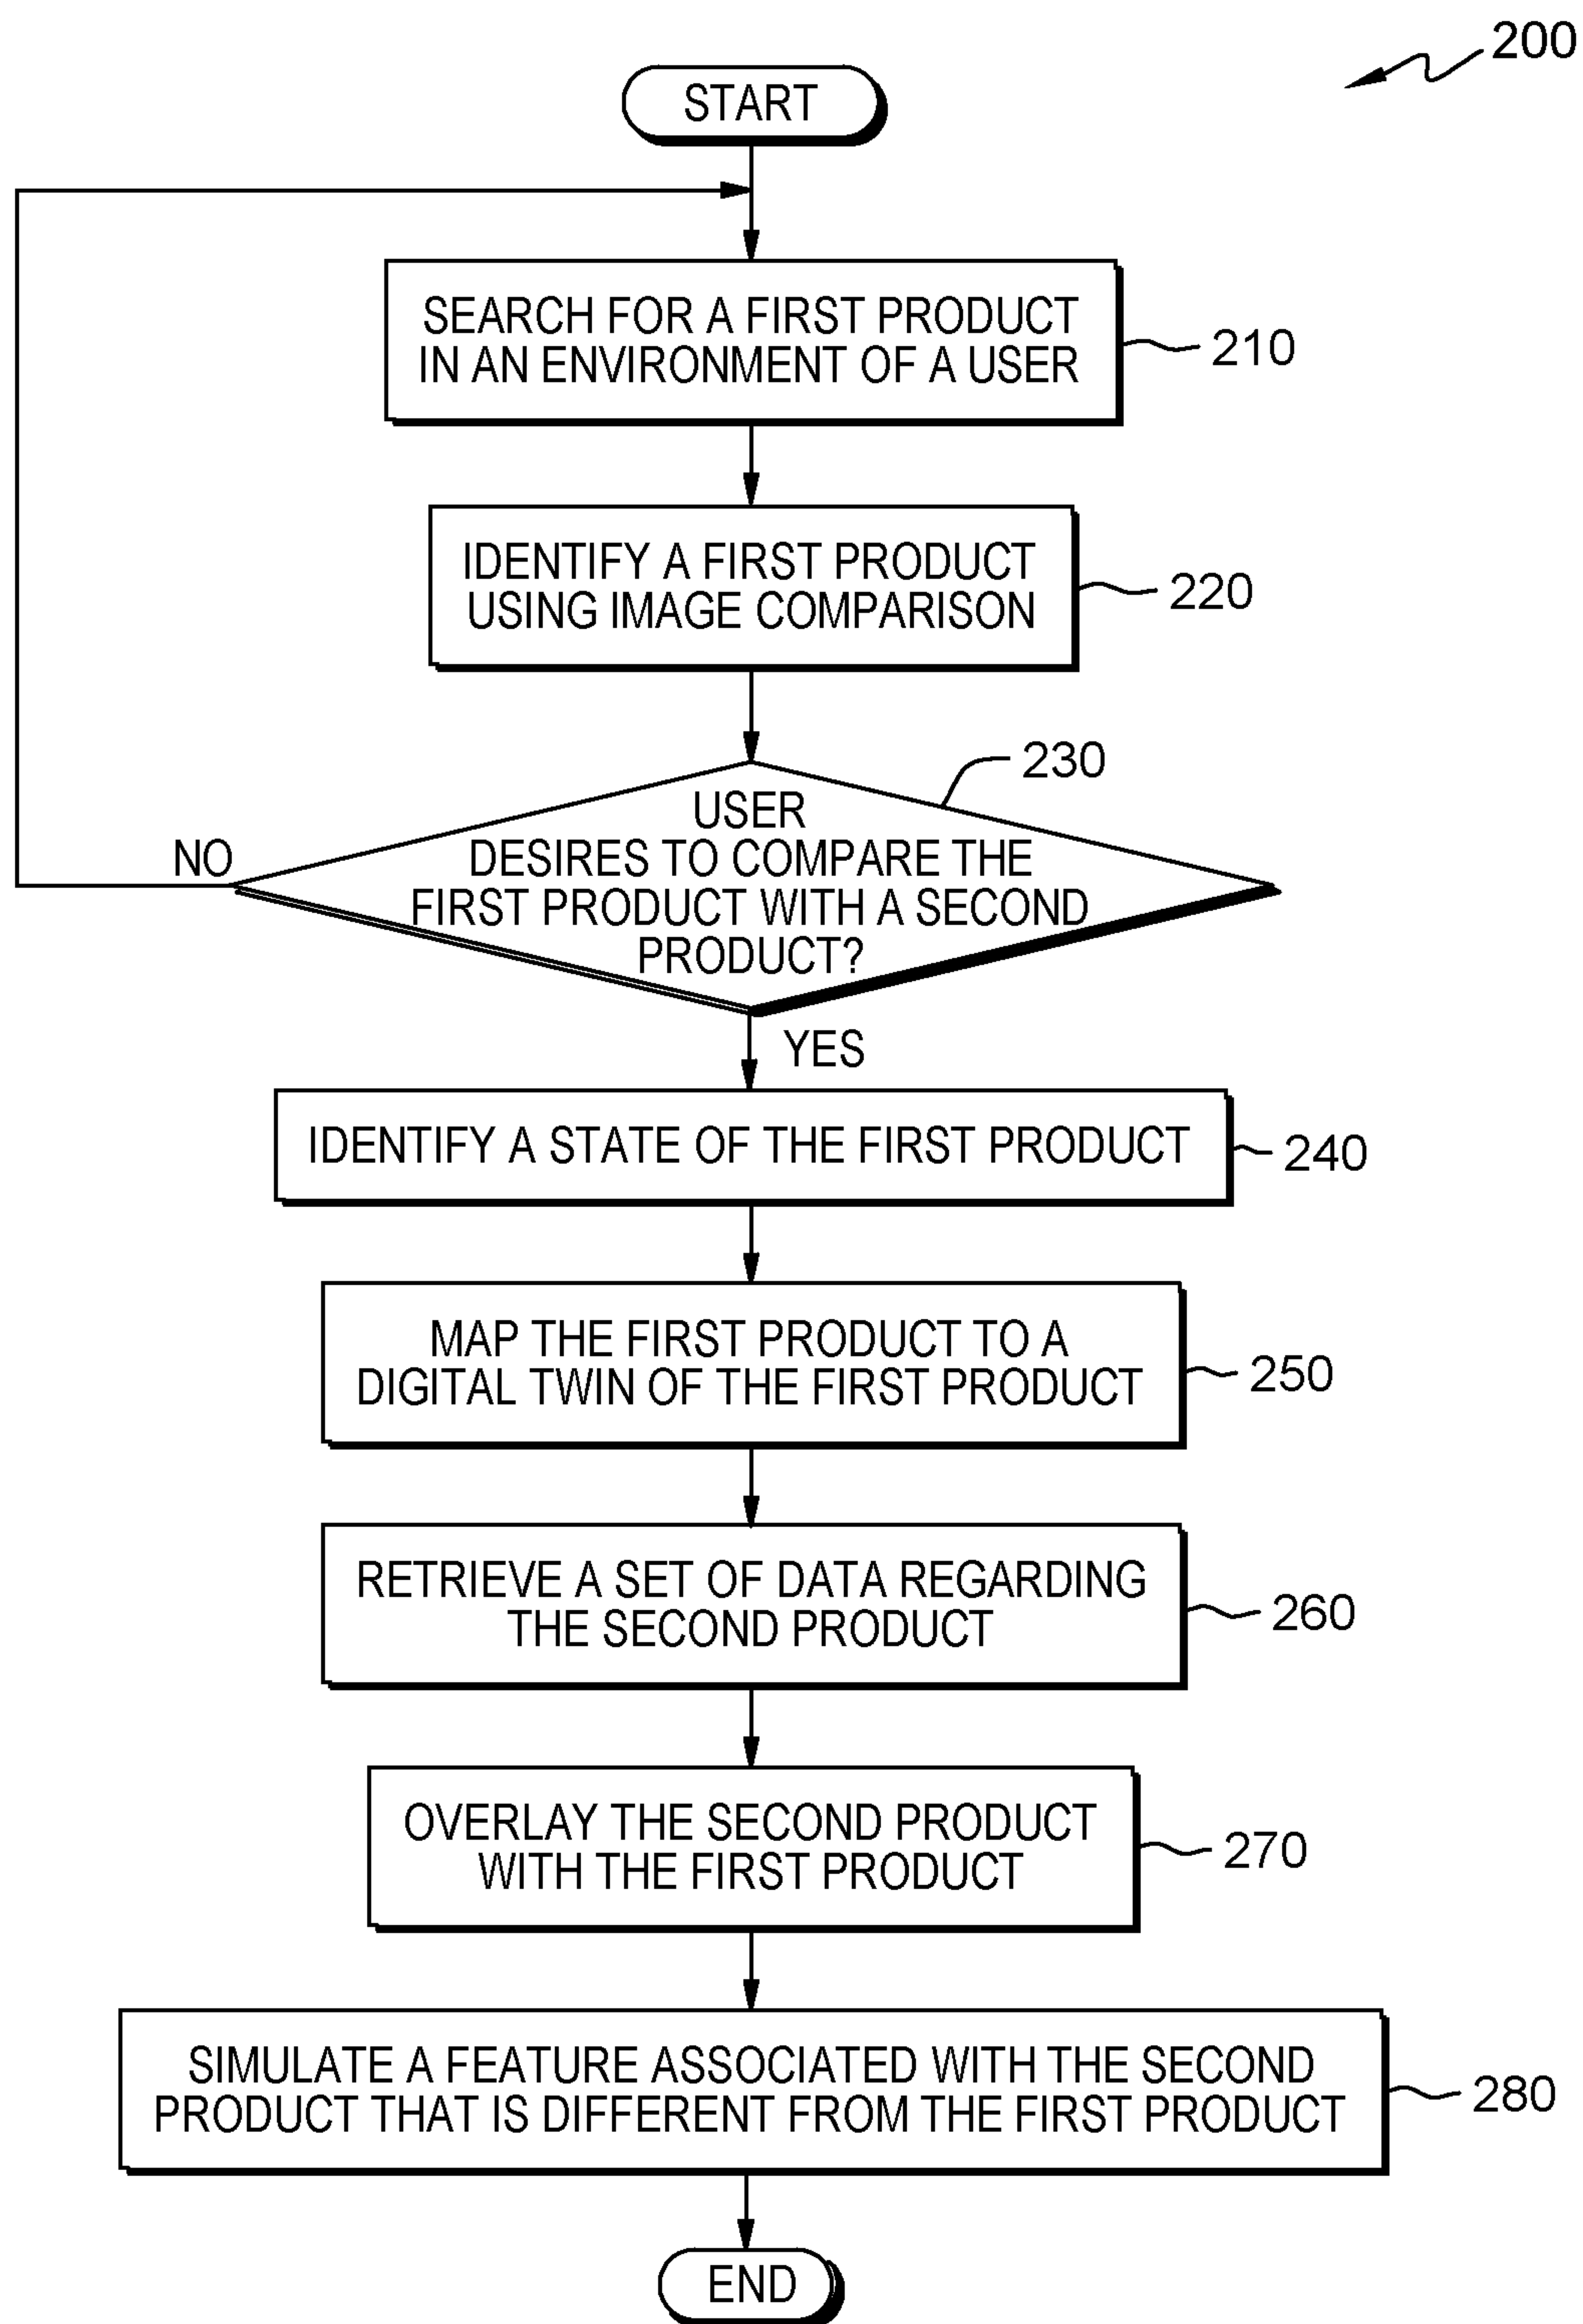 200
START
SEARCH FOR A FIRST PRODUCT
IN AN ENVIRONMENT OF A USER
210
IDENTIFY A FIRST PRODUCT
USING IMAGE COMPARISON
220
230
USER
DESIRES TO COMPARE THE
FIRST PRODUCT WITH A SECOND
PRODUCT?
NO
YES
IDENTIFY A STATE OF THE FIRST PRODUCT
240
MAP THE FIRST PRODUCT TO A
DIGITAL TWIN OF THE FIRST PRODUCT
250
RETRIEVE A SET OF DATA REGARDING
THE SECOND PRODUCT
260
OVERLAY THE SECOND PRODUCT
WITH THE FIRST PRODUCT
270
SIMULATE A FEATURE ASSOCIATED WITH THE SECOND
PRODUCT THAT IS DIFFERENT FROM THE FIRST PRODUCT
280
END